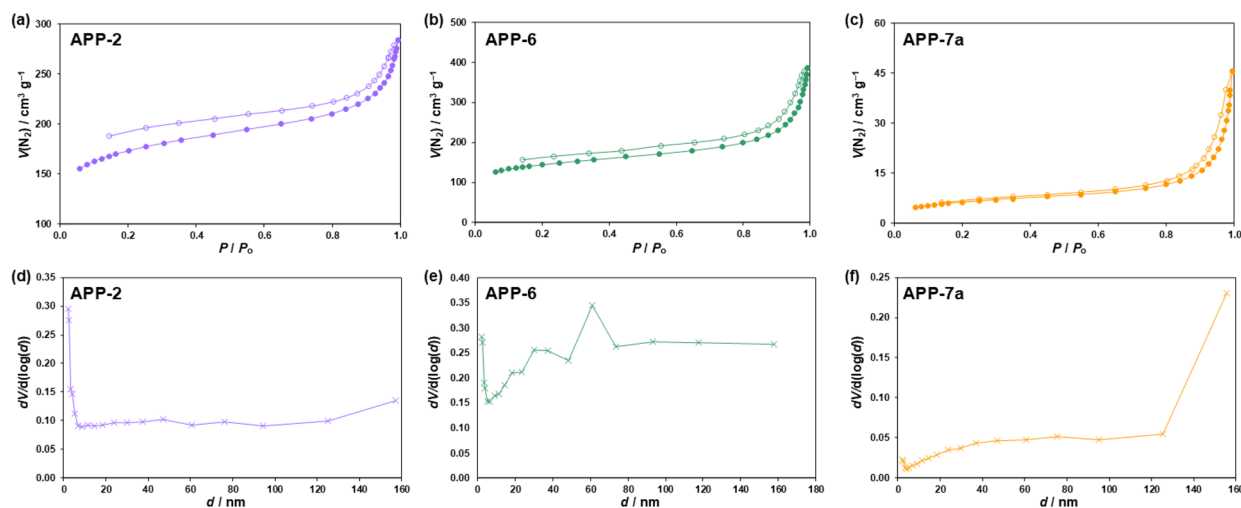 (a)
APP-2
V(N₂) / cm³ g⁻¹
300
250
200
150
100
0.0 0.2 0.4 0.6 0.8 1.0
P / Pₒ
(b)
APP-6
V(N₂) / cm³ g⁻¹
500
400
300
200
100
0
0.0 0.2 0.4 0.6 0.8 1.0
P / Pₒ
(c)
APP-7a
V(N₂) / cm³ g⁻¹
60
45
30
15
0
0.0 0.2 0.4 0.6 0.8 1.0
P / Pₒ
(d)
APP-2
dV/d(log(d))
0.35
0.30
0.25
0.20
0.15
0.10
0.05
0.00
0 20 40 60 80 100 120 140 160
d / nm
(e)
APP-6
dV/d(log(d))
0.40
0.35
0.30
0.25
0.20
0.15
0.10
0.05
0.00
0 20 40 60 80 100 120 140 160 180
d / nm
(f)
APP-7a
dV/d(log(d))
0.25
0.20
0.15
0.10
0.05
0.00
0 20 40 60 80 100 120 140 160
d / nm